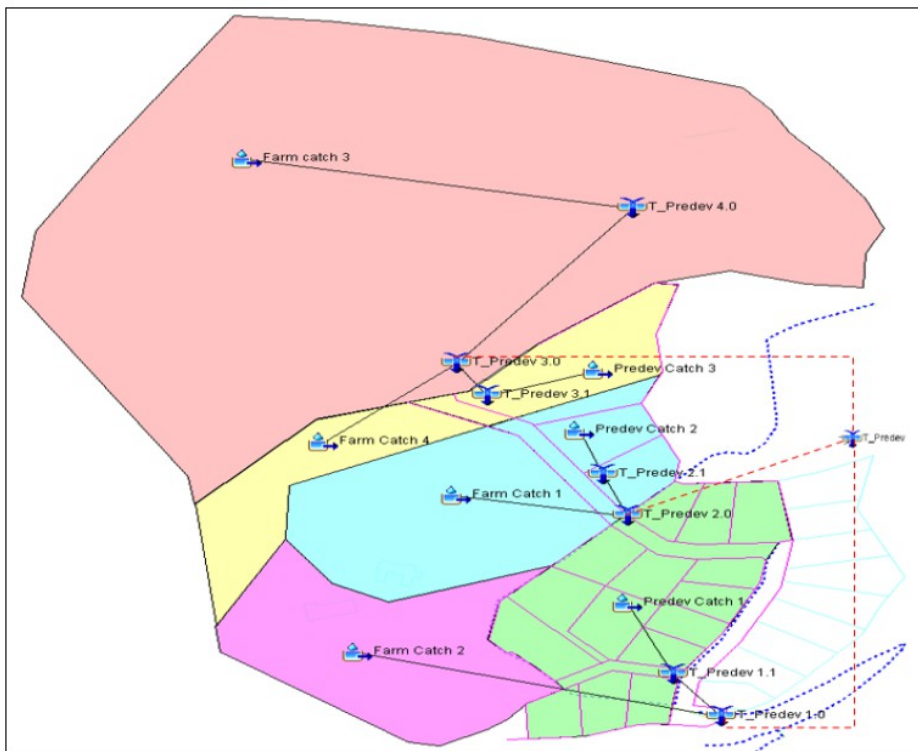 Farm catch 3
T_Predev 4.0
T_Predev 3.0
Predev Catch 3
T_Predev 3.1
Predev Catch 2
Farm Catch 4
T_Predev
T_Predev 2.1
Farm Catch 1
T_Predev 2.0
Predev Catch 1
Farm Catch 2
T_Predev 1.1
T_Predev 1.0